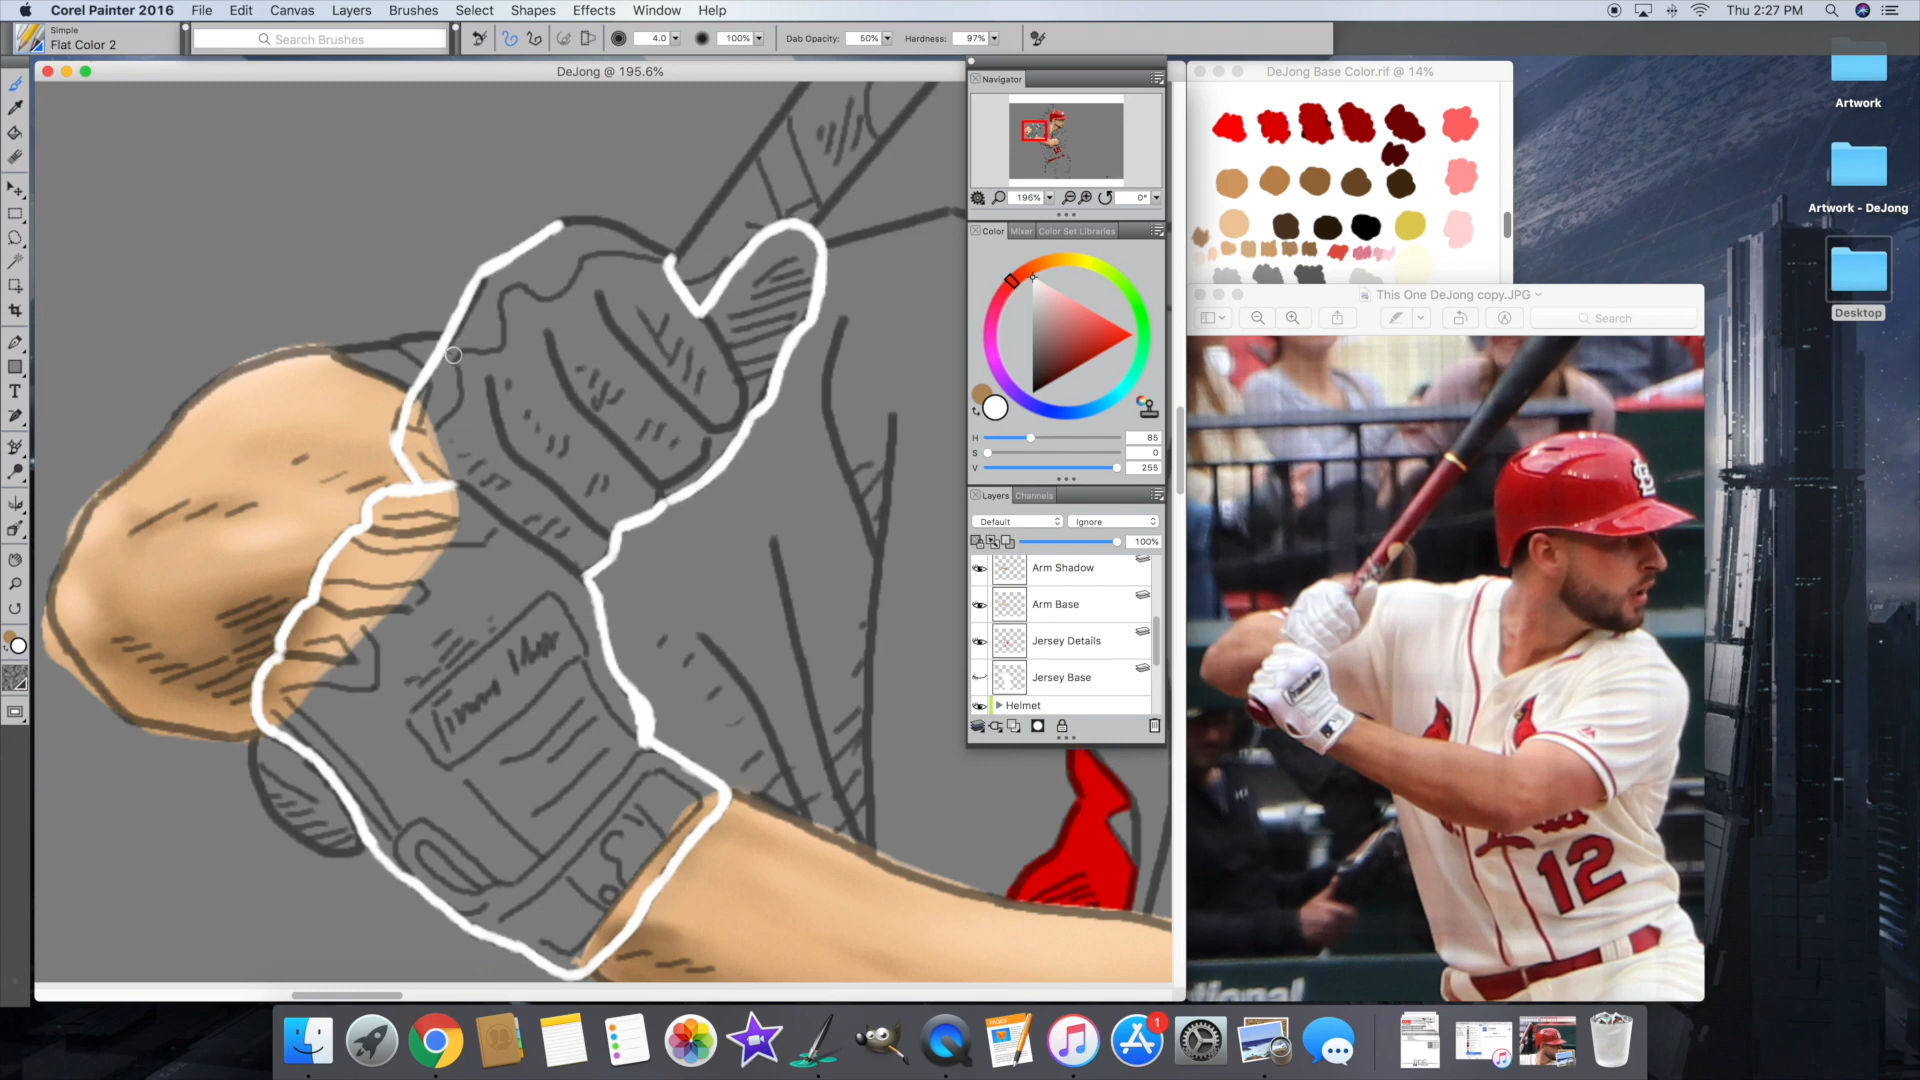 Corel Painter 2016 File Edit Canvas Layers Brushes Select Shapes Effects Window Help
Thu 2:27 PM
Simple
Flat Color 2
Search Brushes
4.0
100%
Dab Opacity: 50%
Hardness: 97%
DeJong @ 195.6%
Navigator
196%
0°
Color Mixer Color Set Libraries
H 85
S 0
V 255
Layers Channels
Default Ignore
100%
Arm Shadow
Arm Base
Jersey Details
Jersey Base
Helmet
DeJong Base Color.rif @ 14%
This One DeJong copy.JPG
Search
12
Artwork
Artwork - DeJong
Desktop
PAGES
1